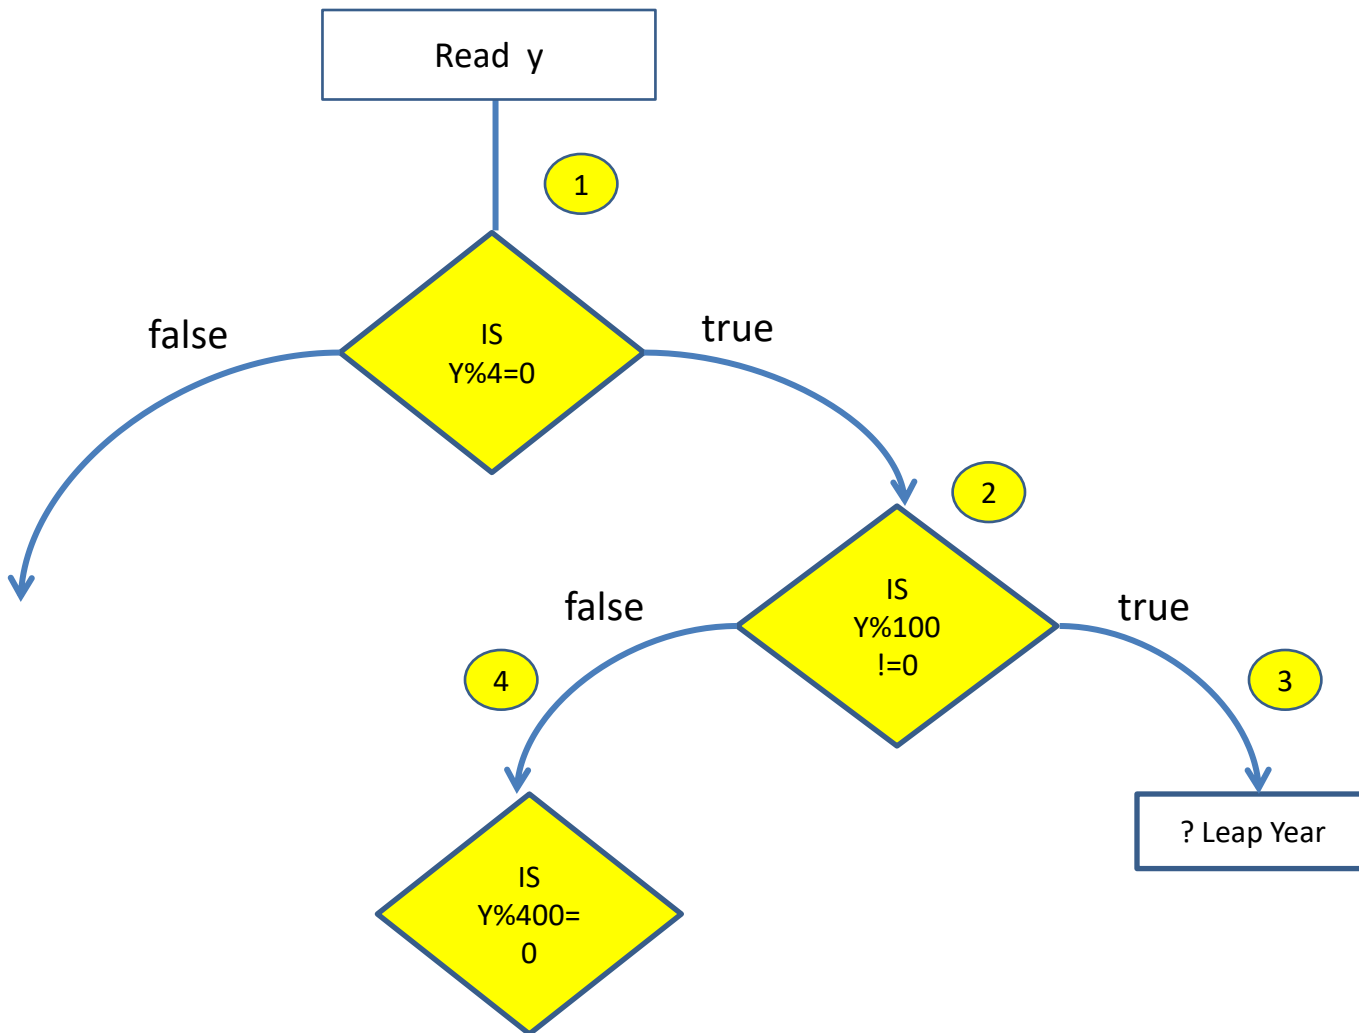 Read y
1
false
IS
Y%4=0
true
2
false
IS
Y%100
!=0
true
4
3
? Leap Year
IS
Y%400=
0